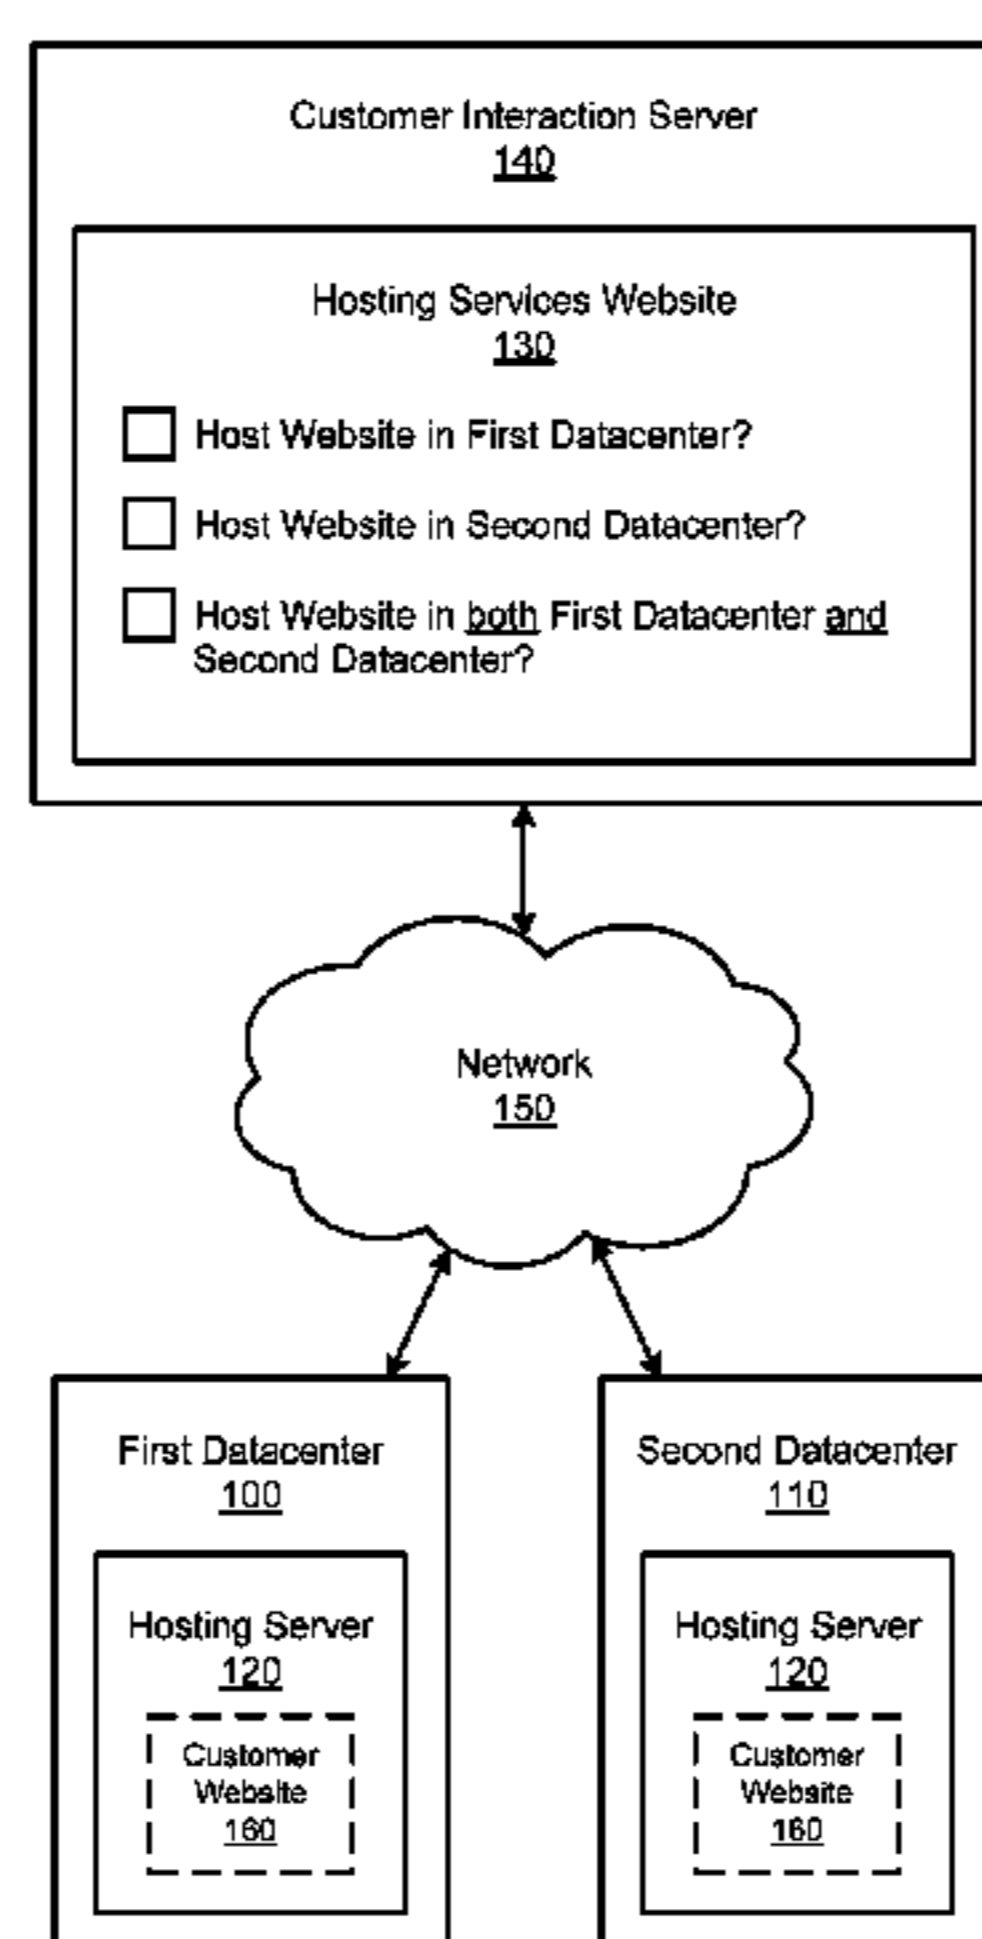 Customer Interaction Server
140
Hosting Services Website
130
Host Website in First Datacenter?
Host Website in Second Datacenter?
Host Website in both First Datacenter and
Second Datacenter?
Network
150
First Datacenter
100
Hosting Server
120
Customer
Website
160
Second Datacenter
110
Hosting Server
120
Customer
Website
160